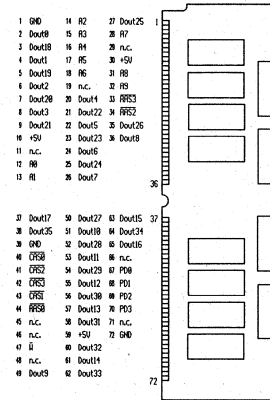 1 GND 14 A2 27 Dout25
2 Dout0 15 A3 28 A7
3 Dout18 16 A4 29 n.c.
4 Dout1 17 A5 30 +5V
5 Dout19 18 A6 31 A8
6 Dout2 19 n.c. 32 A9
7 Dout20 20 Dout4 33 RAS3
8 Dout3 21 Dout22 34 RAS2
9 Dout21 22 Dout5 35 Dout26
10 +5V 23 Dout23 36 Dout8
11 n.c. 24 Dout6
12 A0 25 Dout24
13 A1 26 Dout7
1
36
37 Dout17 50 Dout27 63 Dout15
38 Dout35 51 Dout10 64 Dout34
39 GND 52 Dout28 65 Dout16
40 CAS0 53 Dout11 66 n.c.
41 CAS2 54 Dout29 67 PD0
42 CAS3 55 Dout12 68 PD1
43 CAS1 56 Dout30 69 PD2
44 RAS0 57 Dout13 70 PD3
45 n.c. 58 Dout31 71 n.c.
46 n.c. 59 +5V 72 GND
47 W 60 Dout32
48 n.c. 61 Dout14
49 Dout9 62 Dout33
37
72